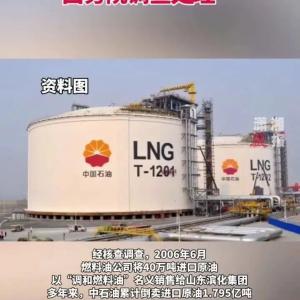 资料图
LNG
T-1201
中国石油
LNG
T-1202
经核查调查，2006年6月
燃料油公司将40万吨进口原油
以“调和燃料油”名义销售给山东滨化集团
多年来，中石油累计倒卖进口原油1.795亿吨